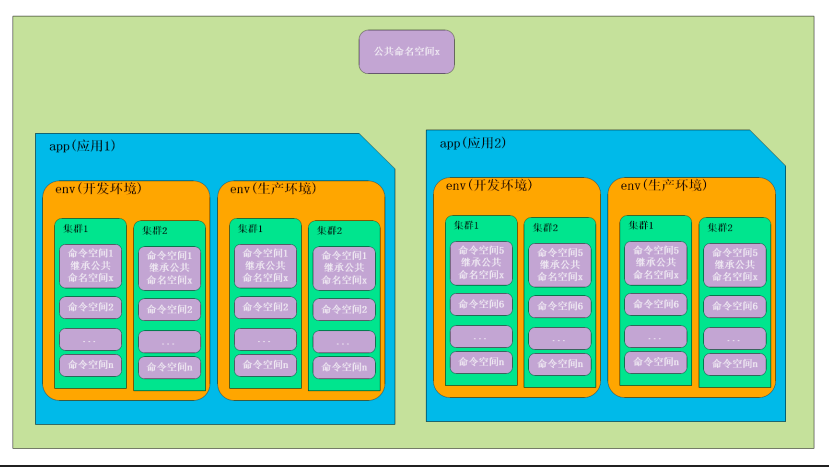 公共命名空间x
app(应用1)
env(开发环境)
集群1
命令空间1
继承公共
命名空间x
命令空间2
...
命令空间n
集群2
命令空间1
继承公共
命名空间x
命令空间2
...
命令空间n
env(生产环境)
集群1
命令空间1
继承公共
命名空间x
命令空间2
...
命令空间n
集群2
命令空间1
继承公共
命名空间x
命令空间2
...
命令空间n
app(应用2)
env(开发环境)
集群1
命令空间5
继承公共
命名空间x
命令空间6
...
命令空间n
集群2
命令空间5
继承公共
命名空间x
命令空间6
...
命令空间n
env(生产环境)
集群1
命令空间5
继承公共
命名空间x
命令空间6
...
命令空间n
集群2
命令空间5
继承公共
命名空间x
命令空间6
...
命令空间n